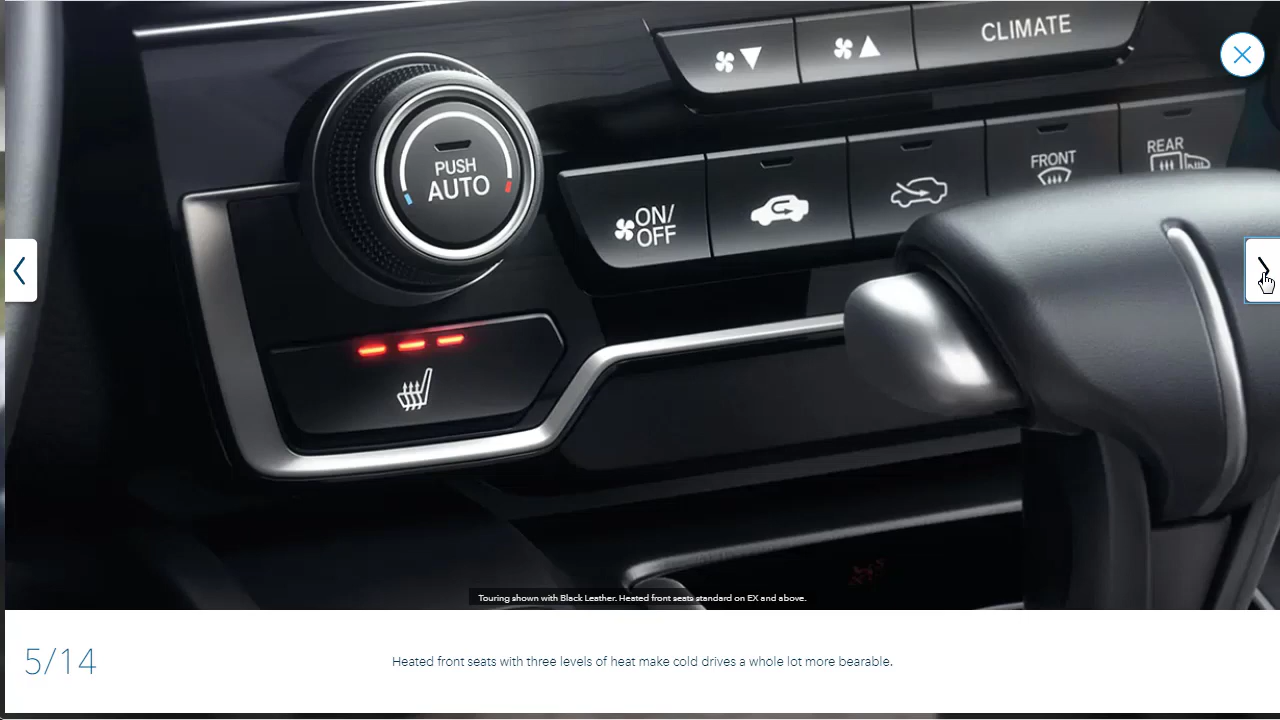 CLIMATE
PUSH
AUTO
ON/
OFF
FRONT
REAR
Touring shown with Black Leather. Heated front seats standard on EX and above.
5/14
Heated front seats with three levels of heat make cold drives a whole lot more bearable.